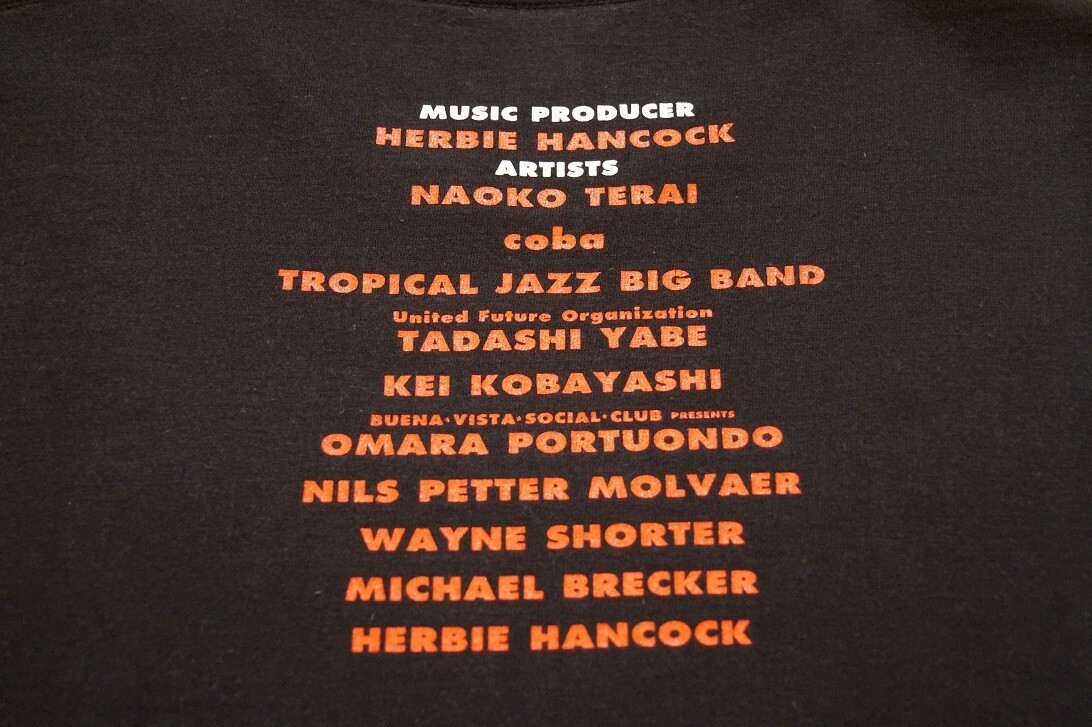 MUSIC PRODUCER
HERBIE HANCOCK
ARTISTS
NAOKO TERAI
coba
TROPICAL JAZZ BIG BAND
United Future Organization
TADASHI YABE
KEI KOBAYASHI
BUENA·VISTA·SOCIAL·CLUB PRESENTS
OMARA PORTUONDO
NILS PETTER MOLVAER
WAYNE SHORTER
MICHAEL BRECKER
HERBIE HANCOCK